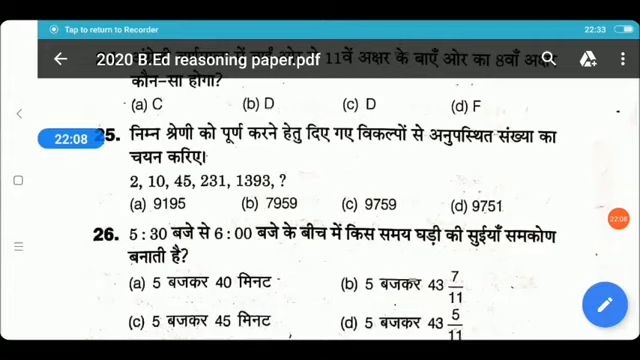 Tap to return to Recorder
22:33
2020 B.Ed reasoning paper.pdf
में 11वें अक्षर के बाएँ ओर का 8वाँ अक्षर
कौन-सा होगा?
(a) C (b) D (c) D (d) F
22:08
25. निम्न श्रेणी को पूर्ण करने हेतु दिए गए विकल्पों से अनुपस्थित संख्या का
चयन करिए।
2, 10, 45, 231, 1393, ?
(a) 9195 (b) 7959 (c) 9759 (d) 9751
22:08
26. 5 : 30 बजे से 6 : 00 बजे के बीच में किस समय घड़ी की सुईयाँ समकोण
बनाती है?
(a) 5 बजकर 40 मिनट (b) 5 बजकर 43 7/11
(c) 5 बजकर 45 मिनट (d) 5 बजकर 43 5/11